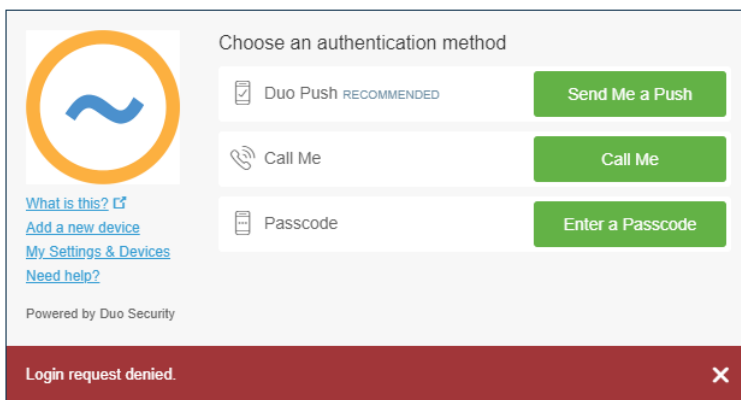 Choose an authentication method
Duo Push RECOMMENDED
Send Me a Push
Call Me
Call Me
Passcode
Enter a Passcode
What is this?
Add a new device
My Settings & Devices
Need help?
Powered by Duo Security
Login request denied.